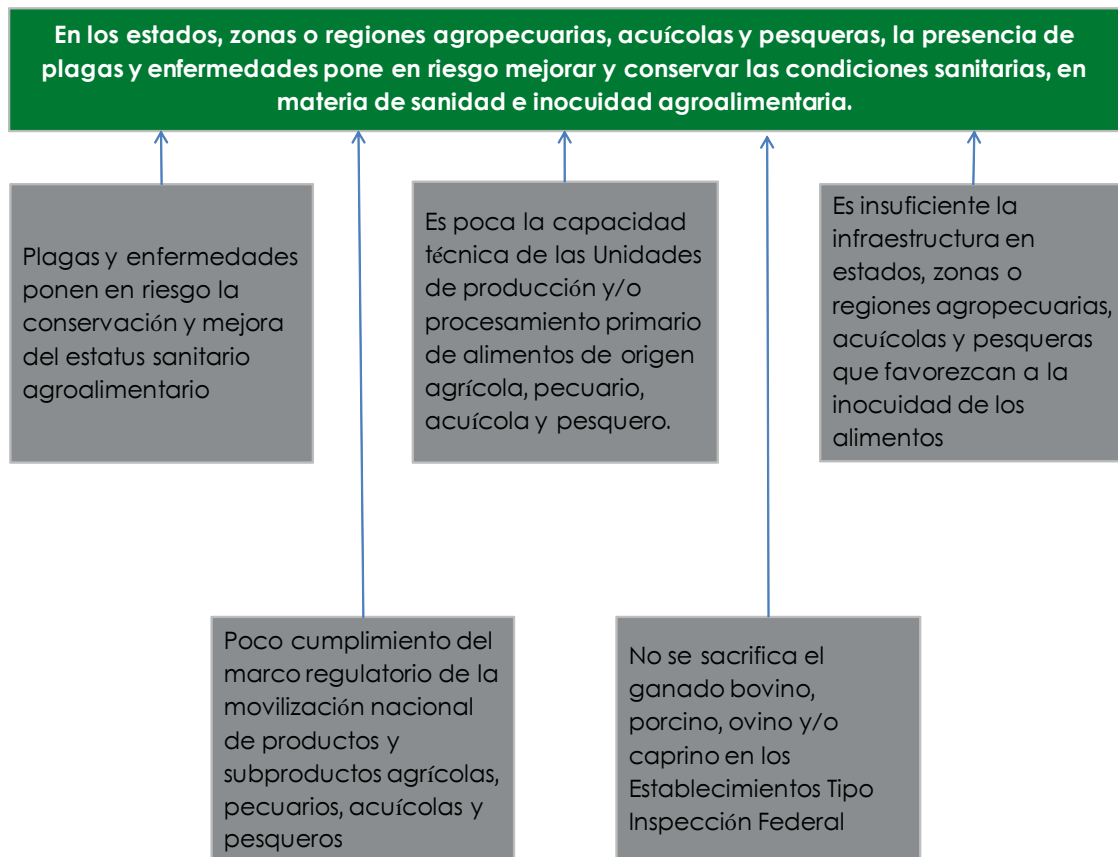 En los estados, zonas o regiones agropecuarias, acuícolas y pesqueras, la presencia de
plagas y enfermedades pone en riesgo mejorar y conservar las condiciones sanitarias, en
materia de sanidad e inocuidad agroalimentaria.
Plagas y enfermedades
ponen en riesgo la
conservación y mejora
del estatus sanitario
agroalimentario
Es poca la capacidad
técnica de las Unidades
de producción y/o
procesamiento primario
de alimentos de origen
agrícola, pecuario,
acuícola y pesquero.
Es insuficiente la
infraestructura en
estados, zonas o
regiones agropecuarias,
acuícolas y pesqueras
que favorezcan a la
inocuidad de los
alimentos
Poco cumplimiento del
marco regulatorio de la
movilización nacional
de productos y
subproductos agrícolas,
pecuarios, acuícolas y
pesqueros
No se sacrifica el
ganado bovino,
porcino, ovino y/o
caprino en los
Establecimientos Tipo
Inspección Federal